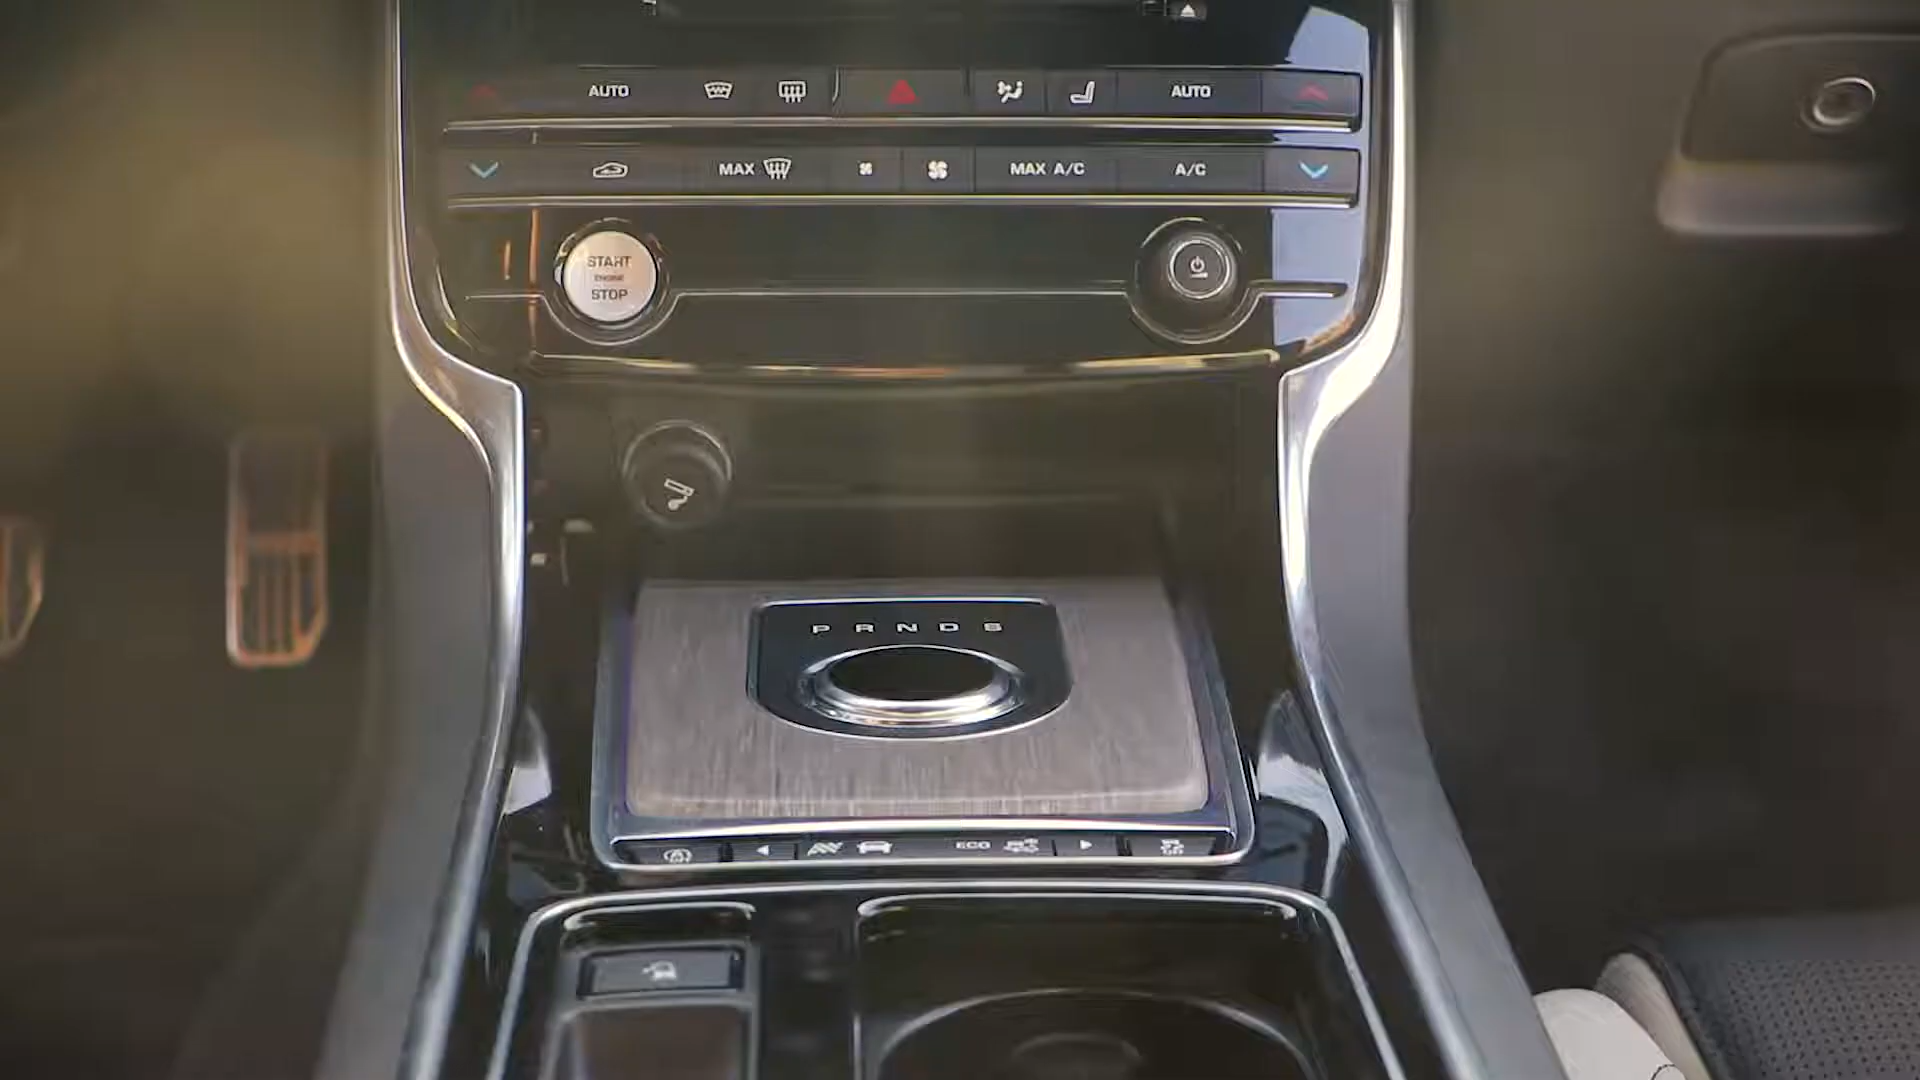 AUTO AUTO
MAX MAX A/C A/C
START
ENGINE
STOP
P R N D S
ECO